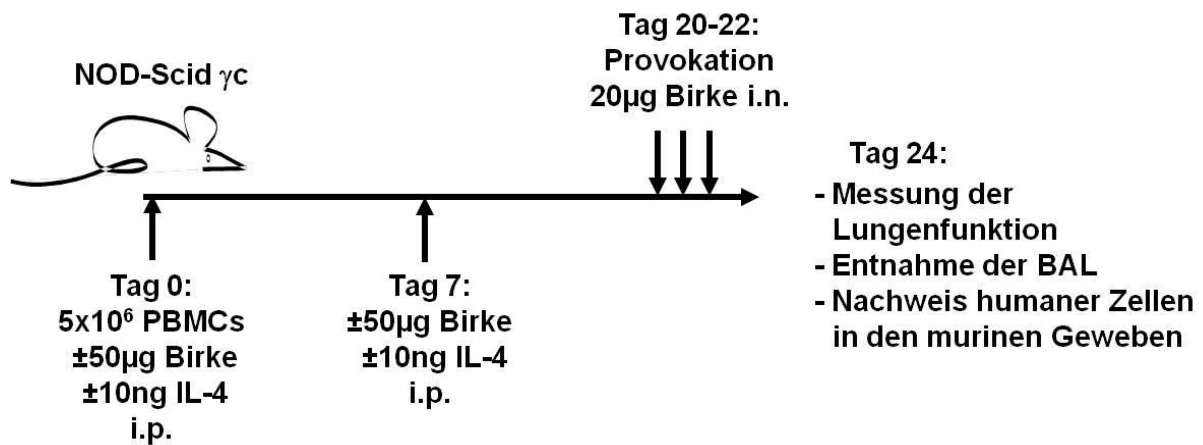 NOD-Scid γc
Tag 20-22:
Provokation
20µg Birke i.n.
Tag 0:
5x10⁶ PBMCs
±50µg Birke
±10ng IL-4
i.p.
Tag 7:
±50µg Birke
±10ng IL-4
i.p.
Tag 24:
- Messung der
Lungenfunktion
- Entnahme der BAL
- Nachweis humaner Zellen
in den murinen Geweben